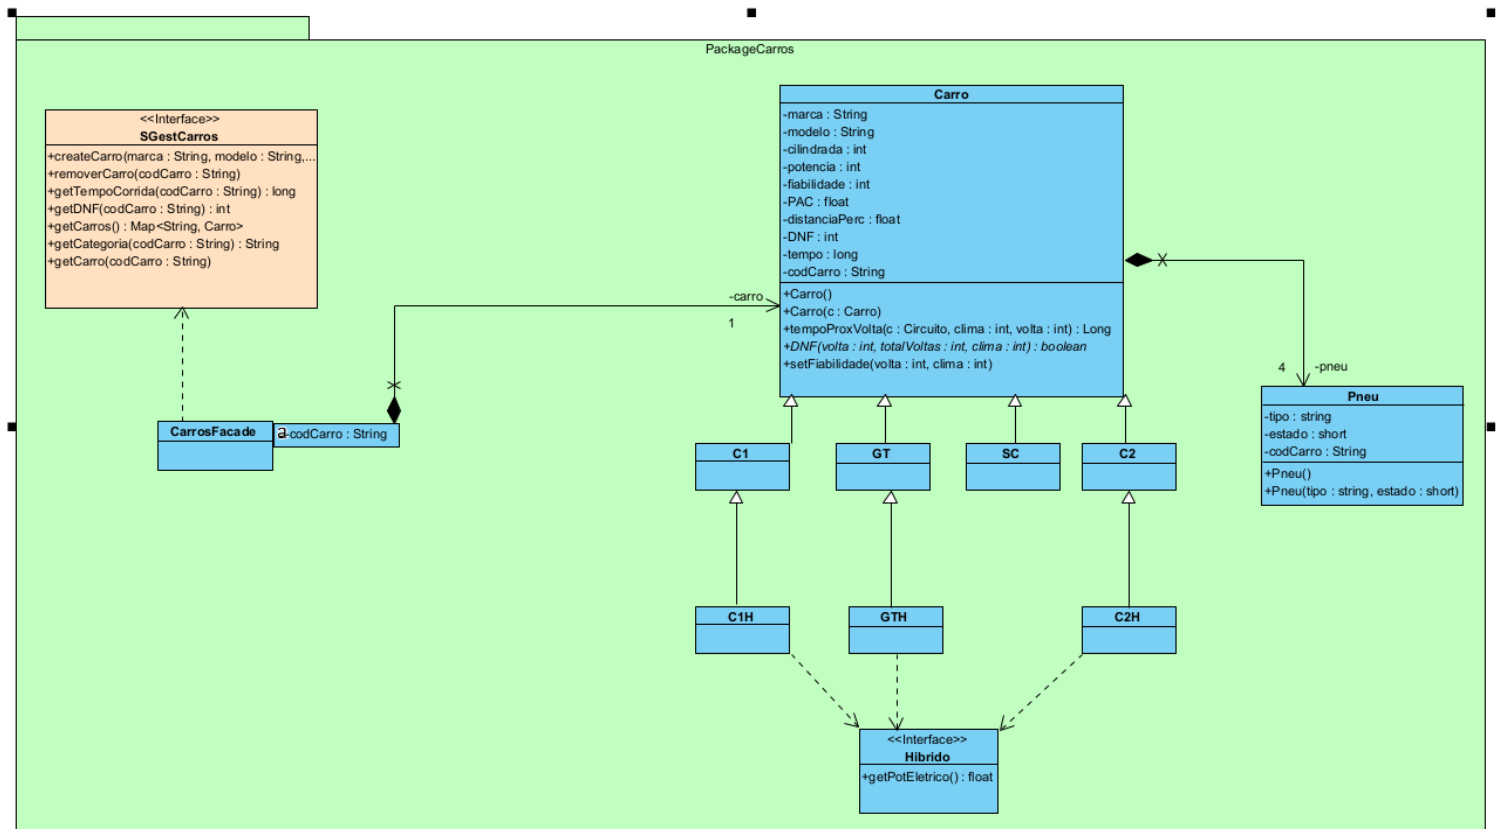 PackageCarros
<<Interface>>
SGestCarros
+createCarro(marca : String, modelo : String,...
+removerCarro(codCarro : String)
+getTempoCorrida(codCarro : String) : long
+getDNF(codCarro : String) : int
+getCarros() : Map<String, Carro>
+getCategoria(codCarro : String) : String
+getCarro(codCarro : String)
Carro
-marca : String
-modelo : String
-cilindrada : int
-potencia : int
-fiabilidade : int
-PAC : float
-distanciaPerc : float
-DNF : int
-tempo : long
-codCarro : String
+Carro()
+Carro(c : Carro)
+tempoProxVolta(c : Circuito, clima : int, volta : int) : Long
+DNF(volta : int, totalVoltas : int, clima : int) : boolean
+setFiabilidade(volta : int, clima : int)
-carro
1
4
-pneu
Pneu
-tipo : string
-estado : short
-codCarro : String
+Pneu()
+Pneu(tipo : string, estado : short)
CarrosFacade
a-codCarro : String
C1
GT
SC
C2
C1H
GTH
C2H
<<Interface>>
Hibrido
+getPotEletrico() : float